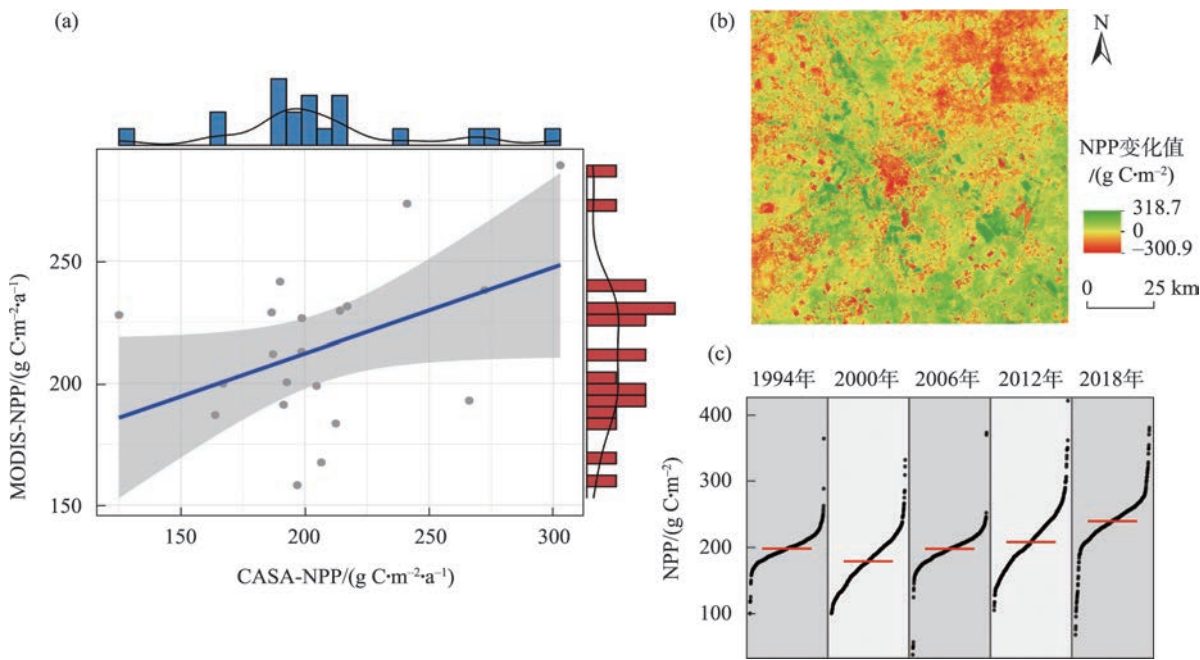 (a)
MODIS-NPP/(g C·m⁻²·a⁻¹)
250
200
150
150 200 250 300
CASA-NPP/(g C·m⁻²·a⁻¹)
(b)
N
NPP变化值
/(g C·m⁻²)
318.7
0
−300.9
0 25 km
(c)
1994年 2000年 2006年 2012年 2018年
NPP/(g C·m⁻²)
400
300
200
100